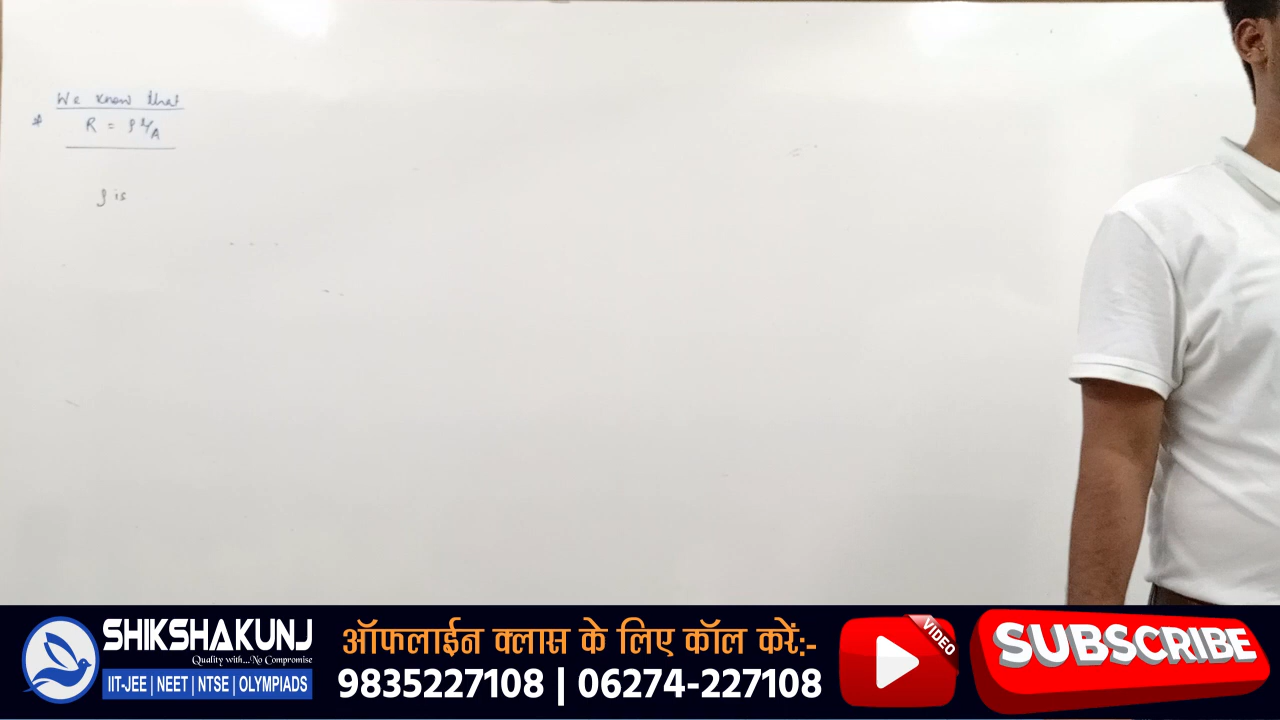 We know that
* R = ρ l/A
ρ is
SHIKSHAKUNJ
Quality with...No Compromise
IIT-JEE | NEET | NTSE | OLYMPIADS
ऑफलाईन क्लास के लिए कॉल करें:-
9835227108 | 06274-227108
VIDEO
SUBSCRIBE